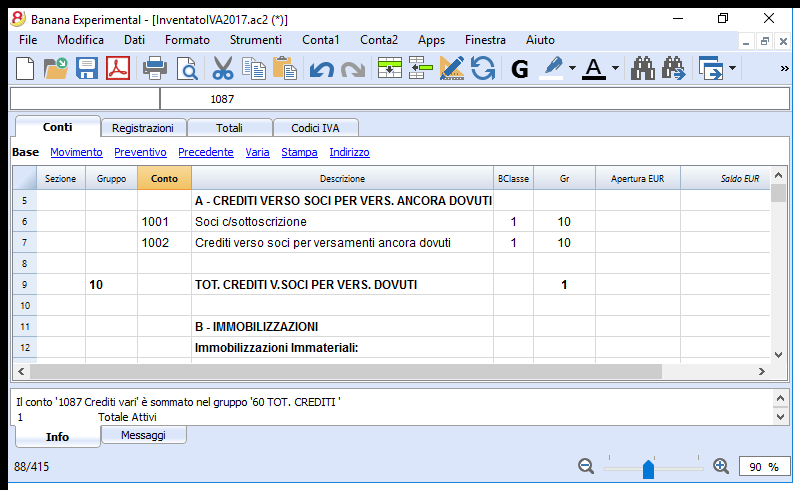 Banana Experimental - [InventatoIVA2017.ac2 (*)]
File Modifica Dati Formato Strumenti Conta1 Conta2 Apps Finestra Aiuto
G A »
1087
Conti Registrazioni Totali Codici IVA
Base Movimento Preventivo Precedente Varia Stampa Indirizzo
Sezione Gruppo Conto Descrizione BClasse Gr Apertura EUR Saldo EUR
5 A - CREDITI VERSO SOCI PER VERS. ANCORA DOVUTI
6 1001 Soci c/sottoscrizione 1 10
7 1002 Crediti verso soci per versamenti ancora dovuti 1 10
8
9 10 TOT. CREDITI V.SOCI PER VERS. DOVUTI 1
10
11 B - IMMOBILIZZAZIONI
12 Immobilizzazioni Immateriali:
Il conto '1087 Crediti vari' è sommato nel gruppo '60 TOT. CREDITI '
1 Totale Attivi
Info Messaggi
88/415 90 %